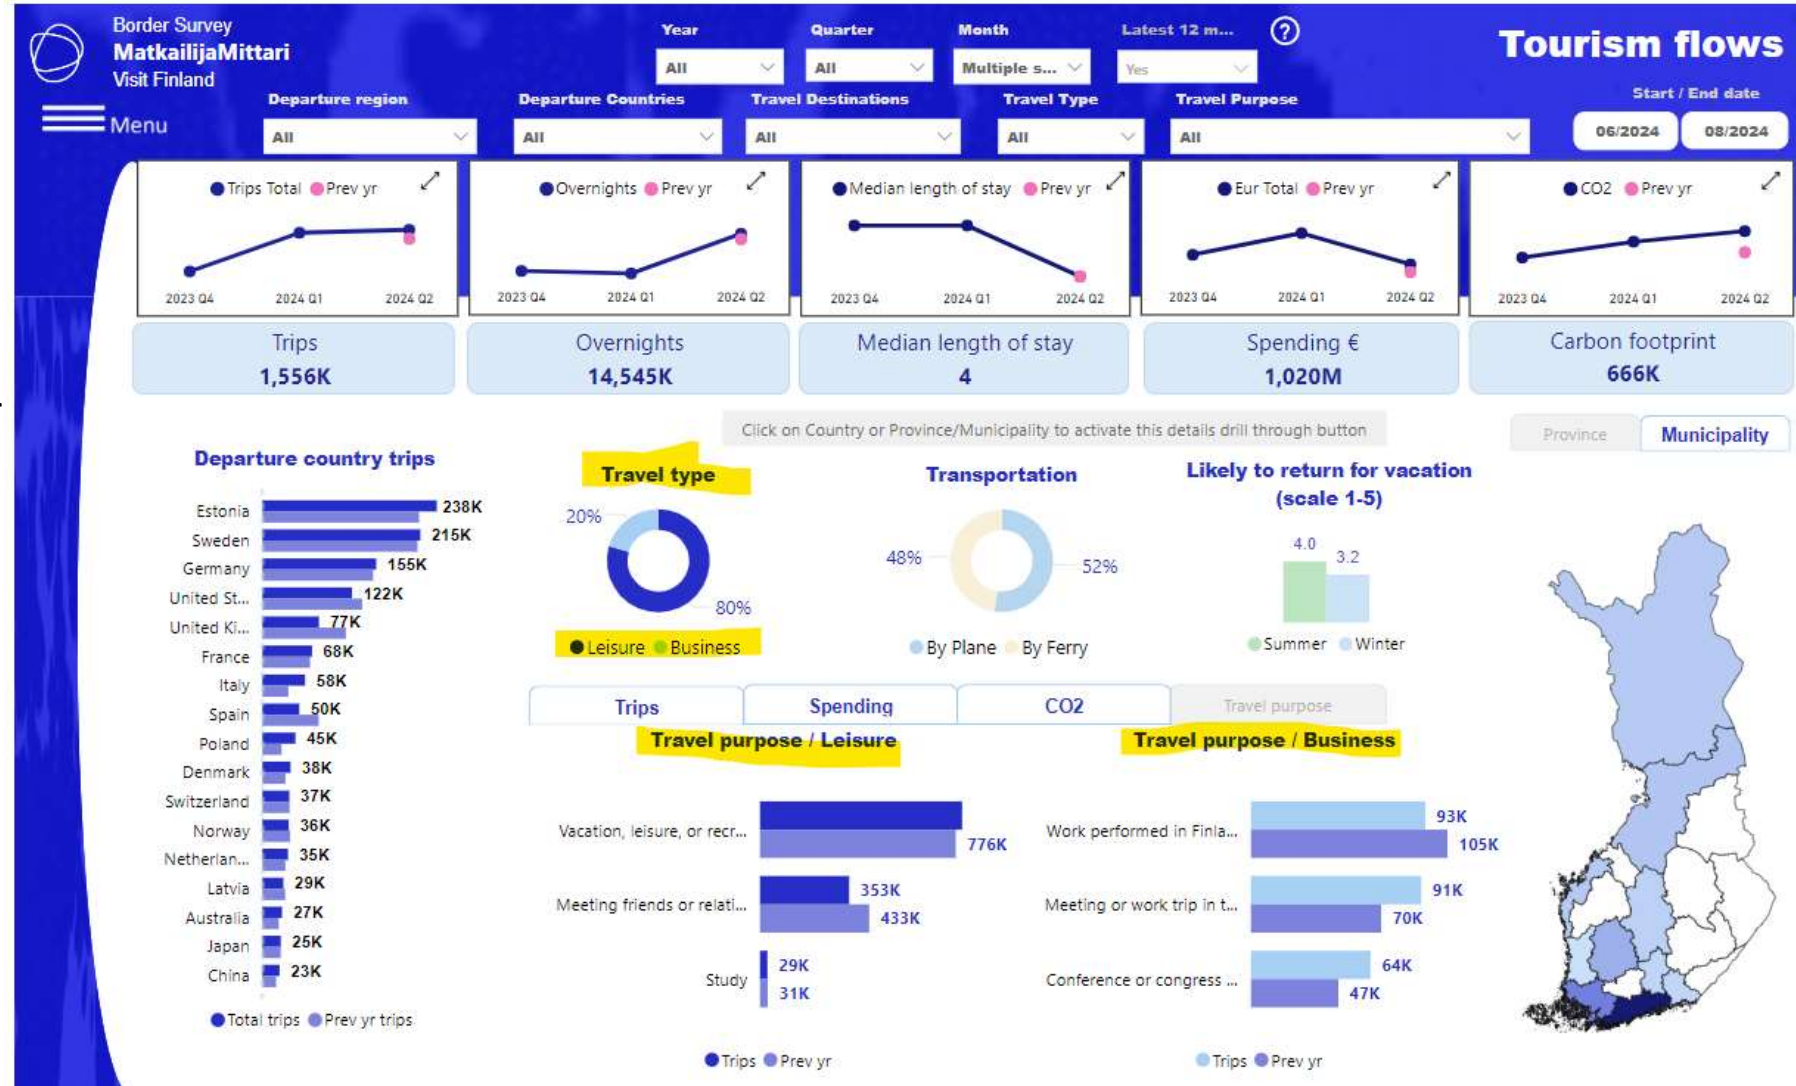 Border Survey
MatkailijaMittari
Visit Finland
Menu
Year
All
Quarter
All
Month
Multiple s...
Latest 12 m...
Yes
?
Tourism flows
Departure region
All
Departure Countries
All
Travel Destinations
All
Travel Type
All
Travel Purpose
All
Start / End date
06/2024 08/2024
Trips Total Prev yr
2023 Q4 2024 Q1 2024 Q2
Overnights Prev yr
2023 Q4 2024 Q1 2024 Q2
Median length of stay Prev yr
2023 Q4 2024 Q1 2024 Q2
Eur Total Prev yr
2023 Q4 2024 Q1 2024 Q2
CO2 Prev yr
2023 Q4 2024 Q1 2024 Q2
Trips
1,556K
Overnights
14,545K
Median length of stay
4
Spending €
1,020M
Carbon footprint
666K
Click on Country or Province/Municipality to activate this details drill through button
Province Municipality
Departure country trips
Estonia 238K
Sweden 215K
Germany 155K
United St... 122K
United Ki... 77K
France 68K
Italy 58K
Spain 50K
Poland 45K
Denmark 38K
Switzerland 37K
Norway 36K
Netherlan... 35K
Latvia 29K
Australia 27K
Japan 25K
China 23K
Total trips Prev yr trips
Travel type
20%
80%
Leisure Business
Transportation
48%
52%
By Plane By Ferry
Likely to return for vacation
(scale 1-5)
4.0
3.2
Summer Winter
Trips Spending CO2 Travel purpose
Travel purpose / Leisure
Vacation, leisure, or recr...
776K
Meeting friends or relati...
353K
433K
Study
29K
31K
Trips Prev yr
Travel purpose / Business
Work performed in Finla...
93K
105K
Meeting or work trip in t...
91K
70K
Conference or congress ...
64K
47K
Trips Prev yr